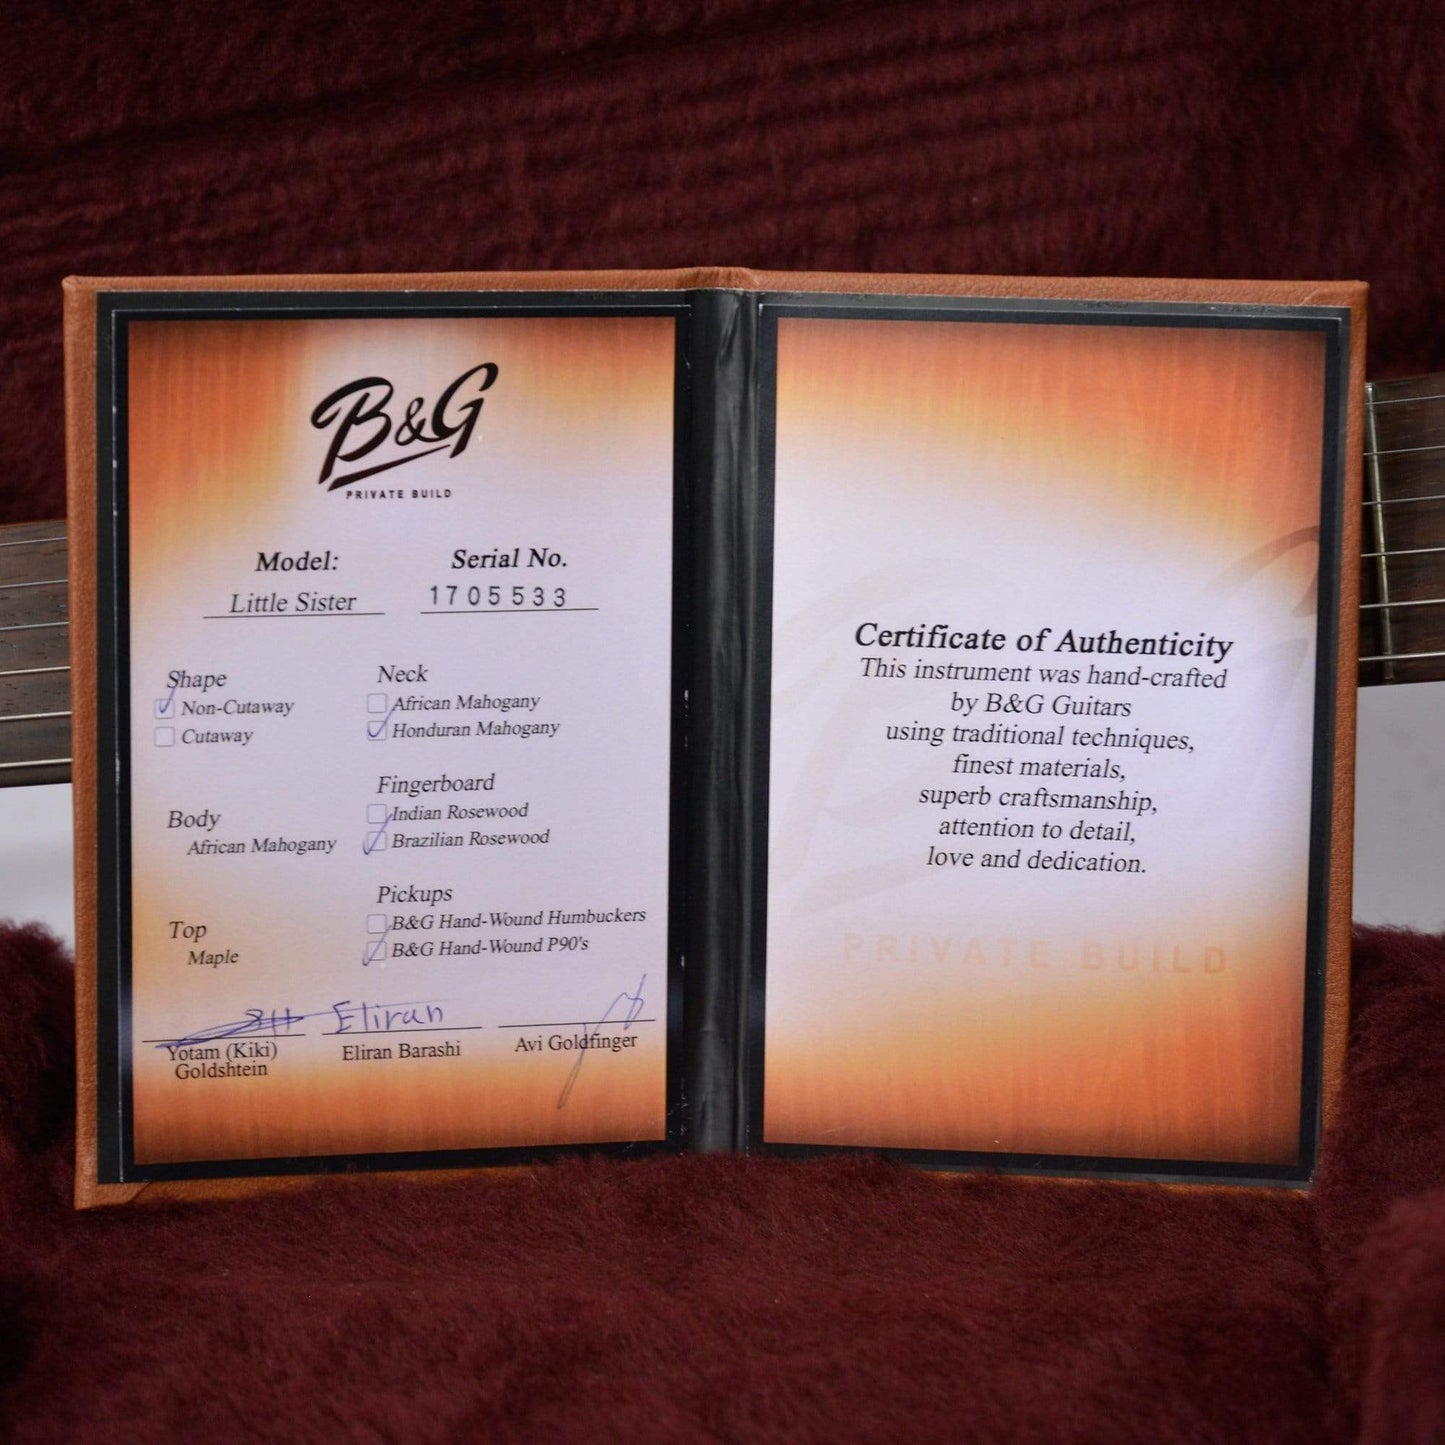 B&G
PRIVATE BUILD
Model:
Little Sister
Serial No.
1705533
Shape
Non-Cutaway
Cutaway
Body
African Mahogany
Top
Maple
Neck
African Mahogany
Honduran Mahogany
Fingerboard
Indian Rosewood
Brazilian Rosewood
Pickups
B&G Hand-Wound Humbuckers
B&G Hand-Wound P90's
Yotam (Kiki)
Goldshtein
Eliran
Eliran Barashi
Avi Goldfinger
Certificate of Authenticity
This instrument was hand-crafted
by B&G Guitars
using traditional techniques,
finest materials,
superb craftsmanship,
attention to detail,
love and dedication.
PRIVATE BUILD